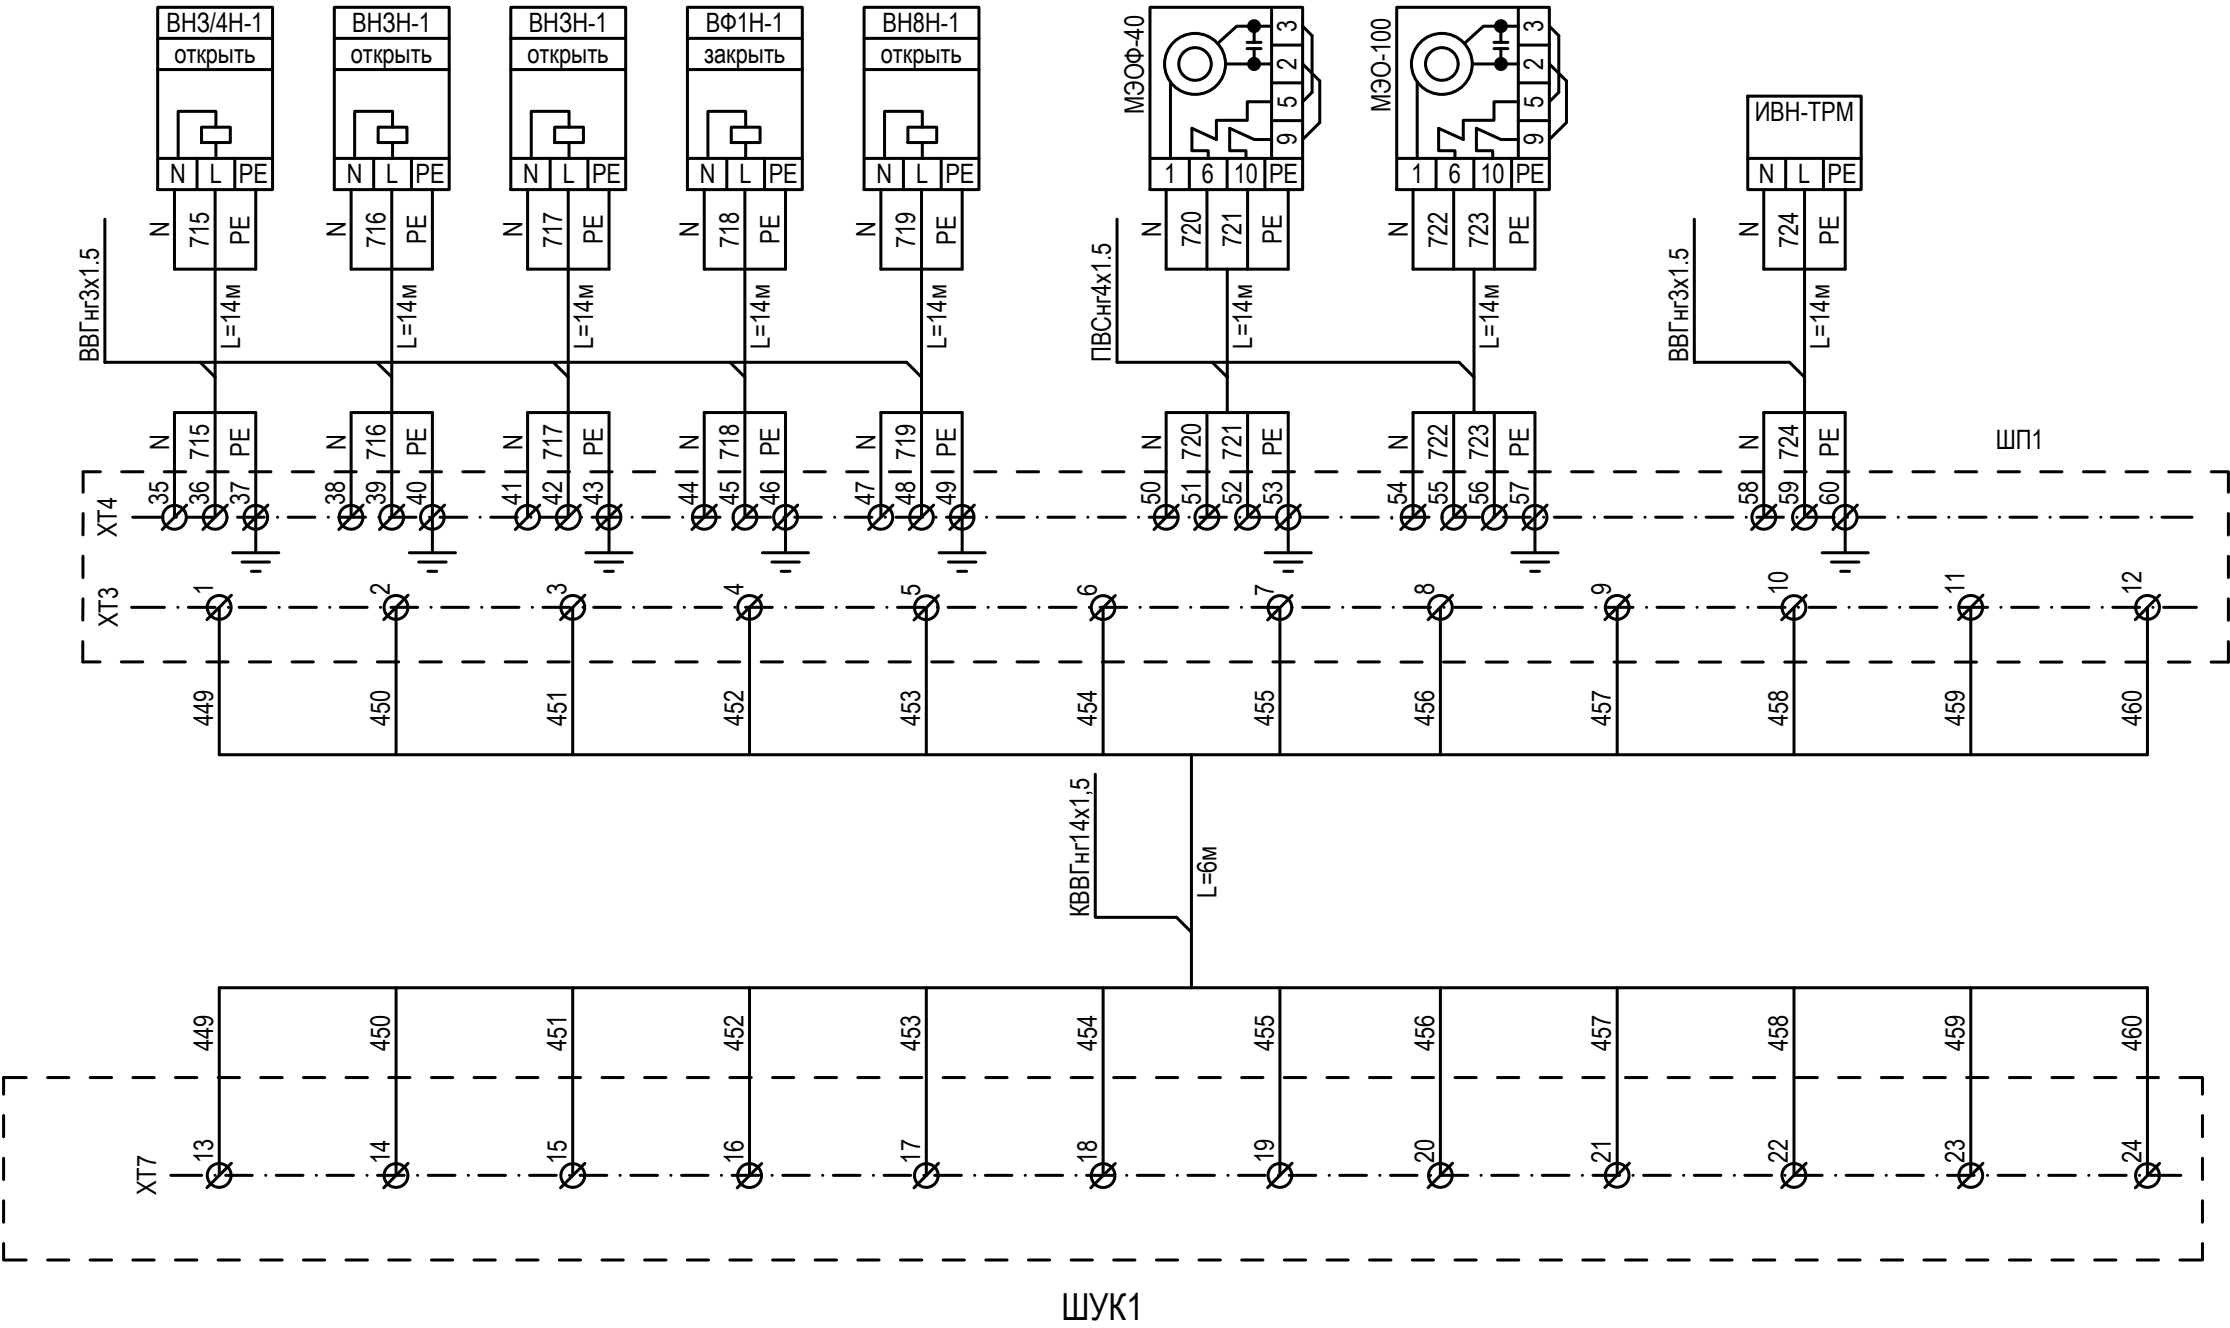 ВН3/4Н-1 ВН3Н-1 ВН3Н-1 ВФ1Н-1 ВН8Н-1
открыть открыть открыть закрыть открыть
N L PE N L PE N L PE N L PE N L PE
МЭОФ-40
3
2
5
9
1 6 10 PE
МЭО-100
3
2
5
9
1 6 10 PE
ИВН-ТРМ
N L PE
N 715 PE N 716 PE N 717 PE N 718 PE N 719 PE N 720 721 PE N 722 723 PE N 724 PE
ВВГнг3х1.5 L=14м L=14м L=14м L=14м L=14м ПВСнг4х1.5 L=14м L=14м ВВГнг3х1.5 L=14м
N 715 PE N 716 PE N 717 PE N 718 PE N 719 PE N 720 721 PE N 722 723 PE N 724 PE
ШП1
ХТ4 35 36 37 38 39 40 41 42 43 44 45 46 47 48 49 50 51 52 53 54 55 56 57 58 59 60
ХТ3 1 2 3 4 5 6 7 8 9 10 11 12
449 450 451 452 453 454 455 456 457 458 459 460
КВВГнг14х1,5 L=6м
449 450 451 452 453 454 455 456 457 458 459 460
ХТ7 13 14 15 16 17 18 19 20 21 22 23 24
ШУК1